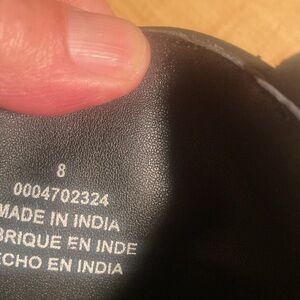 8
0004702324
MADE IN INDIA
BRIQUE EN INDE
ECHO EN INDIA